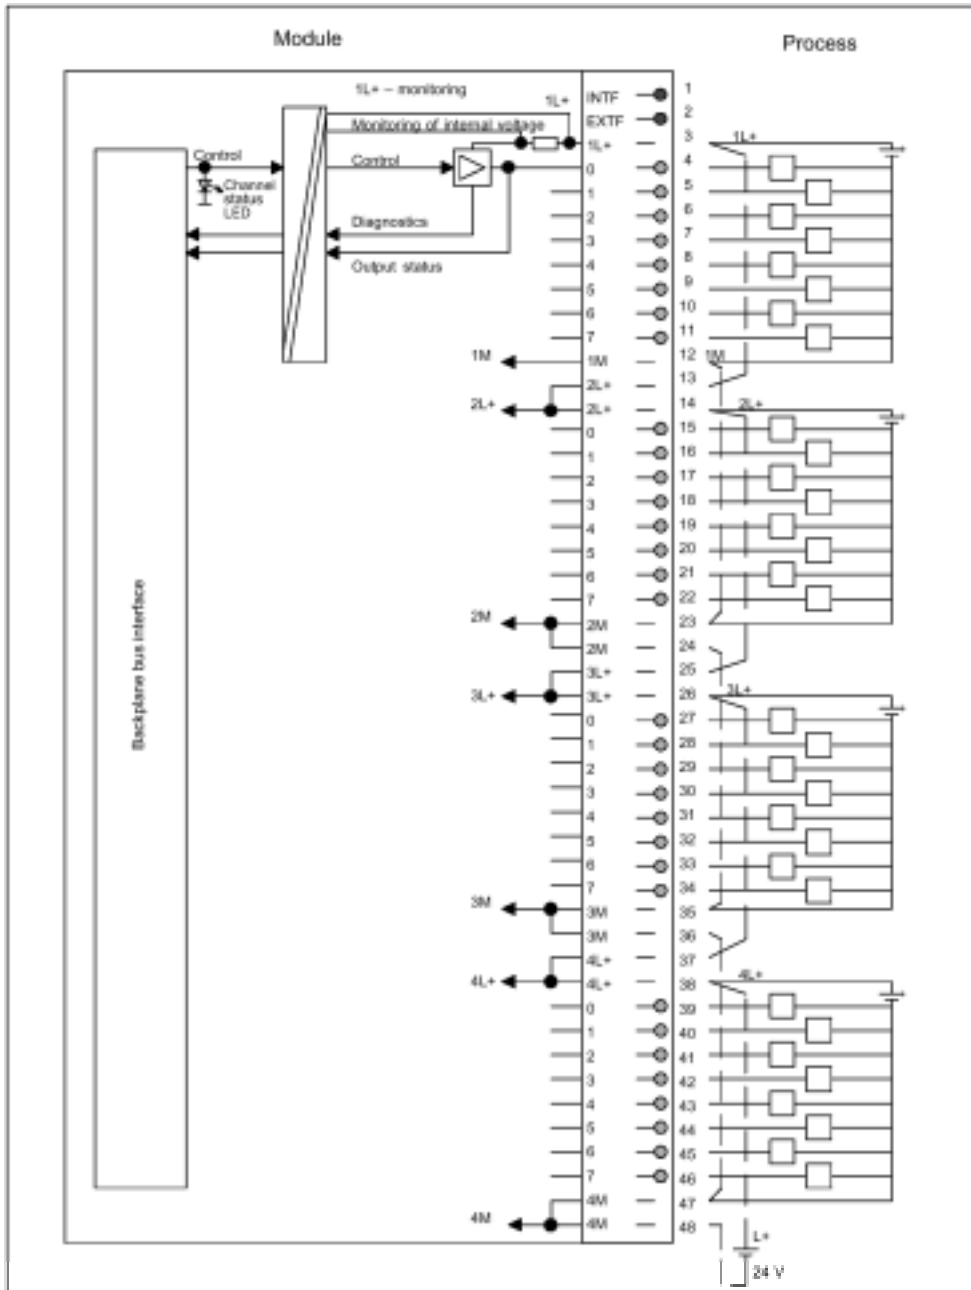 Module
Process
1L+ – monitoring
1L+
INTF
1
EXTF
2
Monitoring of internal voltage
1L+
3
1L+
Control
Control
0
4
Channel
status
LED
1
5
Diagnostics
2
6
3
7
Output status
4
8
5
9
6
10
7
11
1M
1M
12
1M
2L+
13
2L+
2L+
14
2L+
0
15
1
16
2
17
3
18
4
19
5
20
6
21
7
22
2M
2M
23
2M
24
3L+
25
3L+
3L+
26
3L+
0
27
1
28
2
29
3
30
4
31
5
32
6
33
7
34
3M
3M
35
3M
36
4L+
37
4L+
4L+
38
4L+
0
39
1
40
2
41
3
42
4
43
5
44
6
45
7
46
4M
47
4M
4M
48
L+
24 V
Backplane bus interface